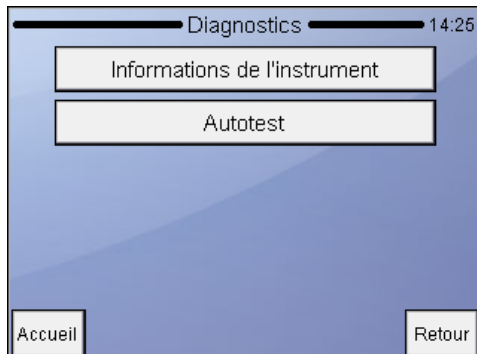 Diagnostics 14:25
Informations de l'instrument
Autotest
Accueil Retour